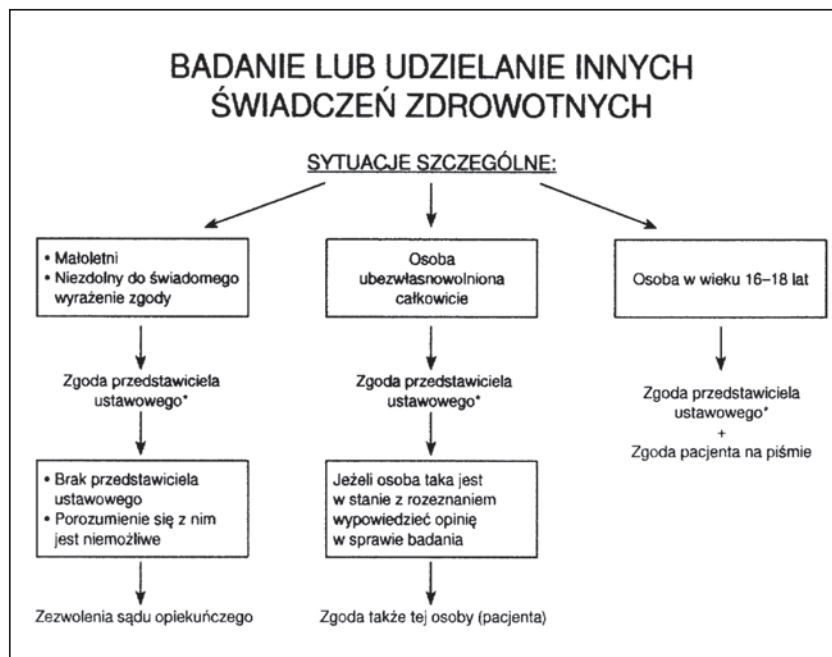 BADANIE LUB UDZIELANIE INNYCH
ŚWIADCZEŃ ZDROWOTNYCH
SYTUACJE SZCZEGÓLNE:
• Małoletni
• Niezdolny do świadomego
wyrażenie zgody
Zgoda przedstawiciela
ustawowego*
• Brak przedstawiciela
ustawowego
• Porozumienie się z nim
jest niemożliwe
Zezwolenia sądu opiekuńczego
Osoba
ubezwłasnowolniona
całkowicie
Zgoda przedstawiciela
ustawowego*
Jeżeli osoba taka jest
w stanie z rozeznaniem
wypowiedzieć opinię
w sprawie badania
Zgoda także tej osoby (pacjenta)
Osoba w wieku 16–18 lat
Zgoda przedstawiciela
ustawowego*
+
Zgoda pacjenta na piśmie